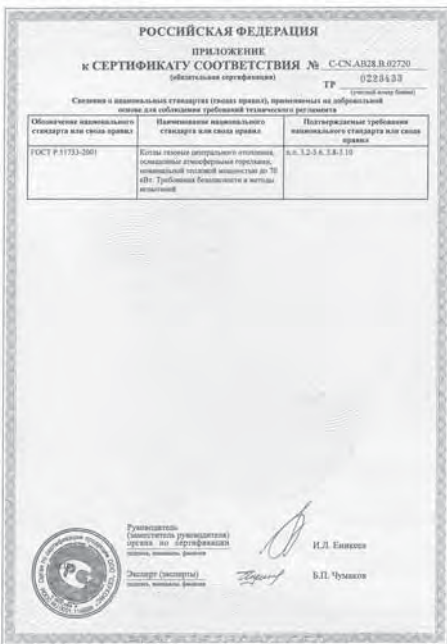 РОССИЙСКАЯ ФЕДЕРАЦИЯ
ПРИЛОЖЕНИЕ
к СЕРТИФИКАТУ СООТВЕТСТВИЯ № C-CN.АВ28.В.02720
(обязательная сертификация)
ТР 0223433
(учетный номер бланка)
Сведения о национальных стандартах (сводах правил), применяемых на добровольной
основе для соблюдения требований технического регламента
Обозначение национального стандарта или свода правил
Наименование национального стандарта или свода правил
Подтверждаемые требования национального стандарта или свода правил
ГОСТ Р 51733-2001
Котлы газовые центрального отопления,
оснащенные атмосферными горелками,
номинальной тепловой мощностью до 70
кВт. Требования безопасности и методы
испытаний
п.п. 3.2-3.6, 3.8-3.10
Руководитель
(заместитель руководителя)
органа по сертификации
подпись, инициалы, фамилия
И.Л. Еникеев
Эксперт (эксперты)
подпись, инициалы, фамилия
Б.П. Чумаков